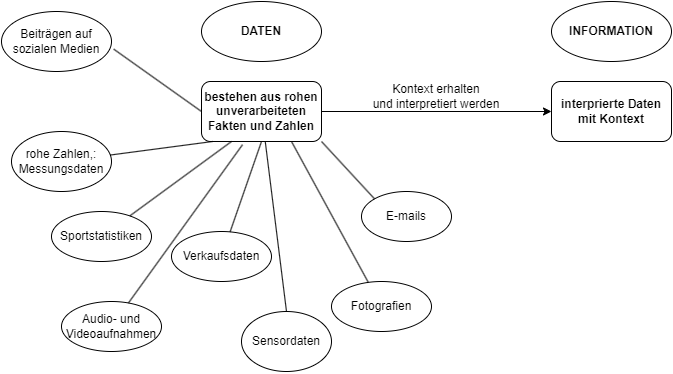 Beiträgen auf
sozialen Medien
DATEN
INFORMATION
bestehen aus rohen
unverarbeiteten
Fakten und Zahlen
Kontext erhalten
und interpretiert werden
interprierte Daten
mit Kontext
rohe Zahlen,:
Messungsdaten
Sportstatistiken
Verkaufsdaten
E-mails
Audio- und
Videoaufnahmen
Sensordaten
Fotografien